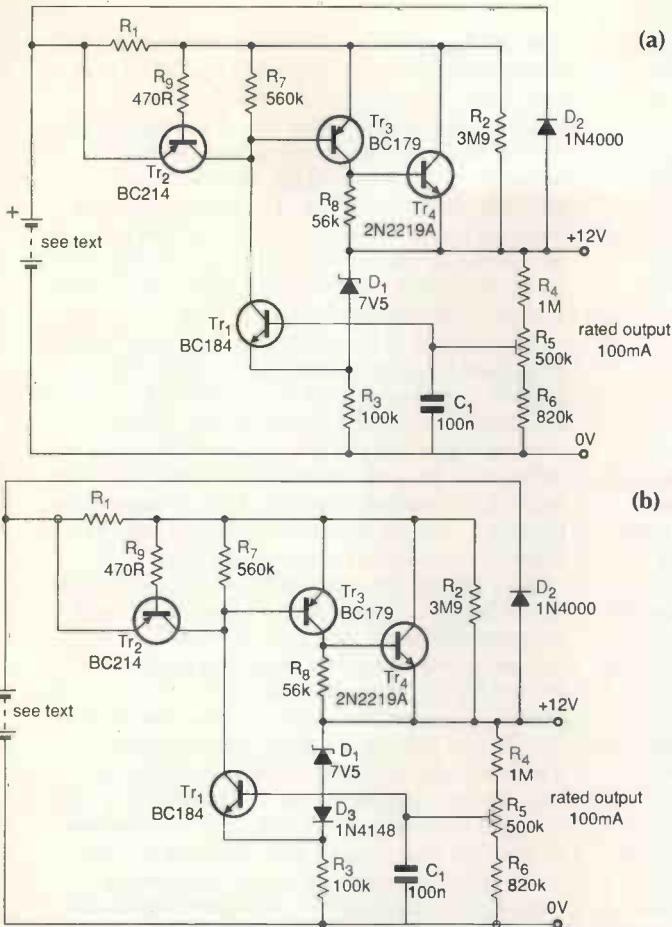 (a)
R1
R9
470R
R7
560k
Tr2
BC214
Tr3
BC179
R8
56k
Tr4
2N2219A
R2
3M9
D2
1N4000
+
see text
D1
7V5
+12V
Tr1
BC184
R3
100k
C1
100n
R4
1M
R5
500k
R6
820k
rated output
100mA
0V
(b)
R1
R9
470R
R7
560k
Tr2
BC214
Tr3
BC179
R8
56k
Tr4
2N2219A
R2
3M9
D2
1N4000
see text
D1
7V5
+12V
Tr1
BC184
D3
1N4148
R3
100k
C1
100n
R4
1M
R5
500k
R6
820k
rated output
100mA
0V